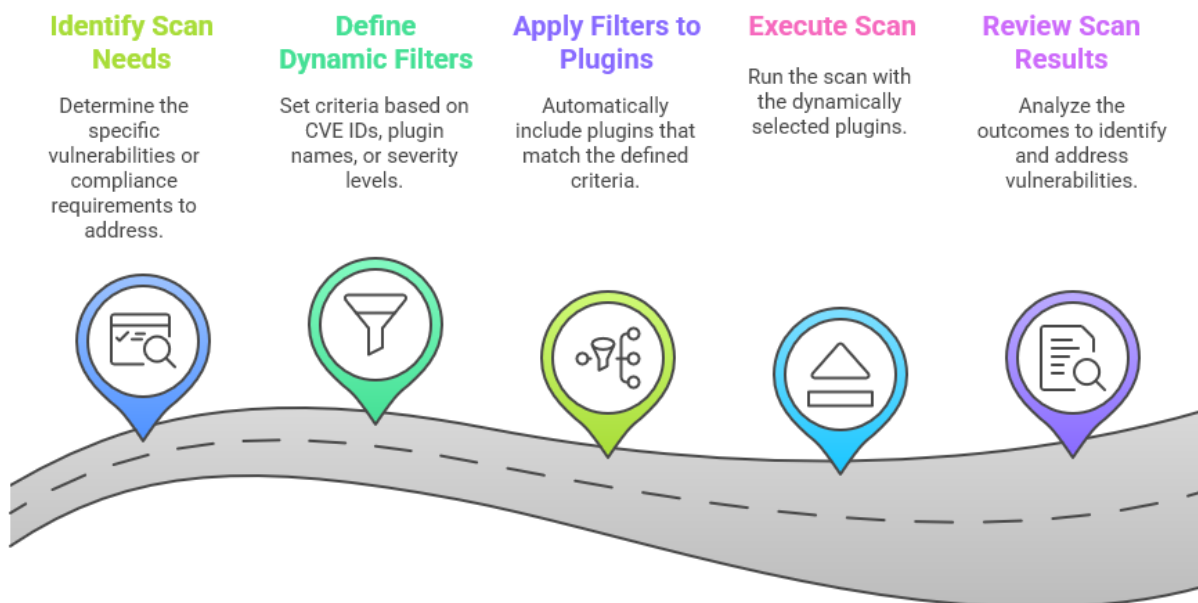 Identify Scan
Needs
Determine the
specific
vulnerabilities or
compliance
requirements to
address.
Define
Dynamic Filters
Set criteria based on
CVE IDs, plugin
names, or severity
levels.
Apply Filters to
Plugins
Automatically
include plugins that
match the defined
criteria.
Execute Scan
Run the scan with
the dynamically
selected plugins.
Review Scan
Results
Analyze the
outcomes to identify
and address
vulnerabilities.